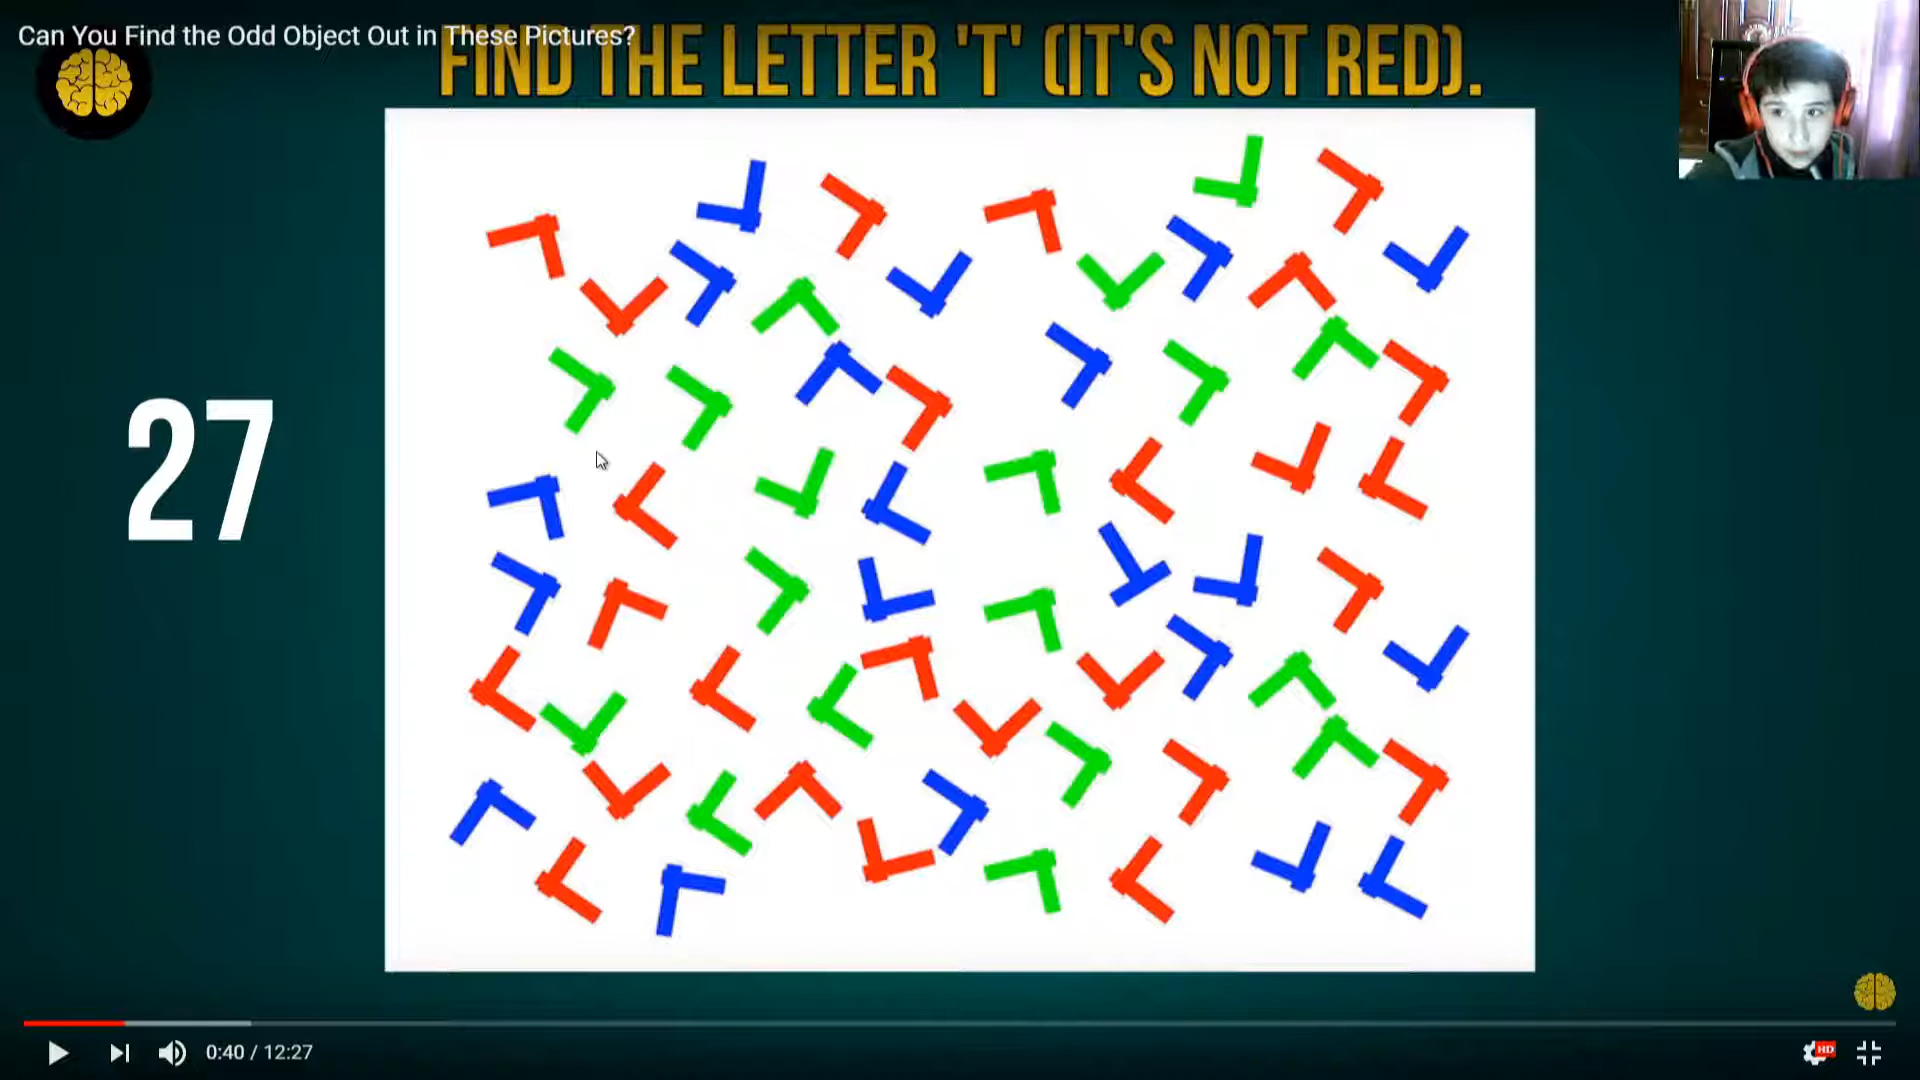 Can You Find the Odd Object Out in These Pictures?
FIND THE LETTER 'T' (IT'S NOT RED).
27
0:40 / 12:27
HD